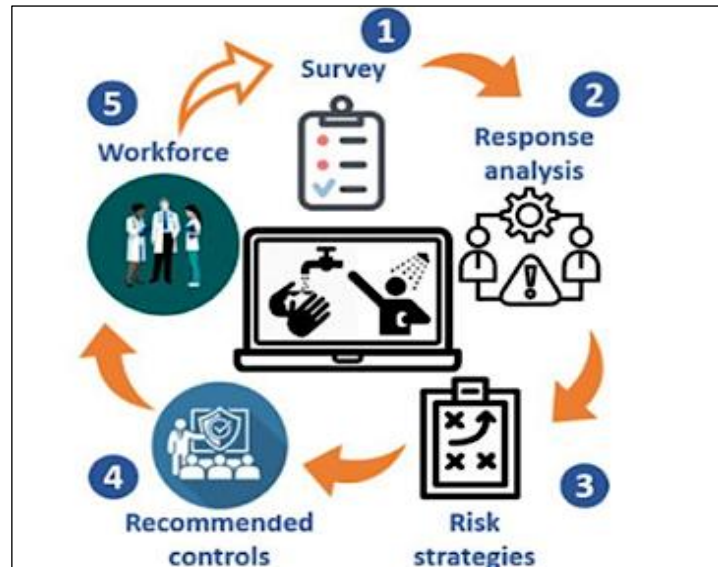 1
Survey
2
Response
analysis
3
Risk
strategies
4
Recommended
controls
5
Workforce